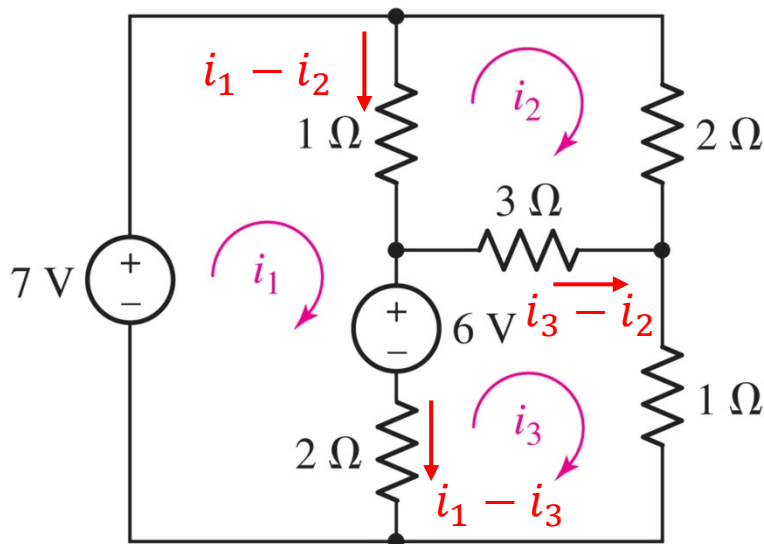 i₁ − i₂
i₂
1 Ω
2 Ω
3 Ω
+
−
7 V
i₁
i₃ − i₂
+
−
6 V
i₃
1 Ω
2 Ω
i₁ − i₃